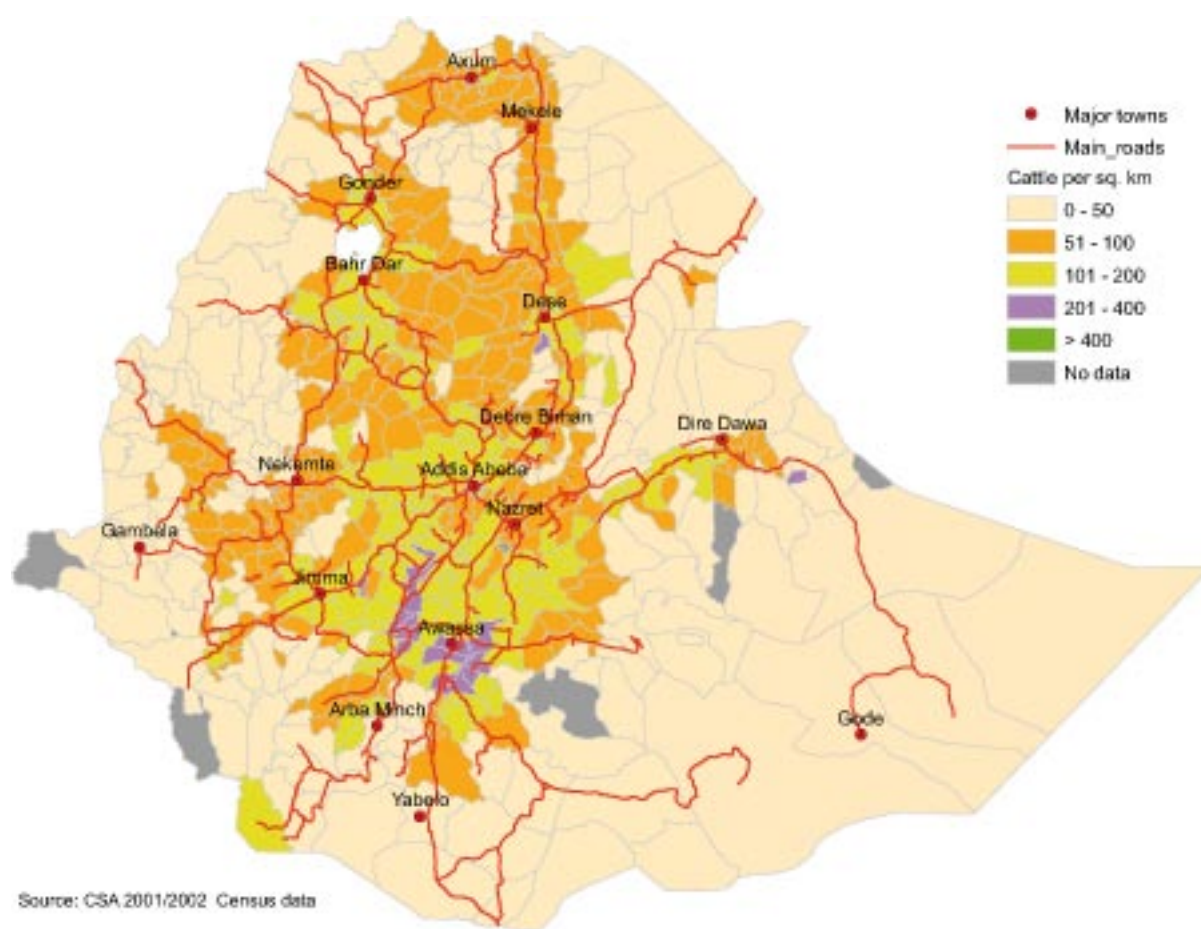 Axum
Mekele
Major towns
Main_roads
Cattle per sq. km
Gonder
0 - 50
51 - 100
Bahr Dar
101 - 200
Dese
201 - 400
> 400
No data
Debre Birhan
Dire Dawa
Nekemte
Addis Ababa
Nazret
Gambela
Jimma
Awassa
Arba Minch
Gode
Yabelo
Source: CSA 2001/2002 Census data